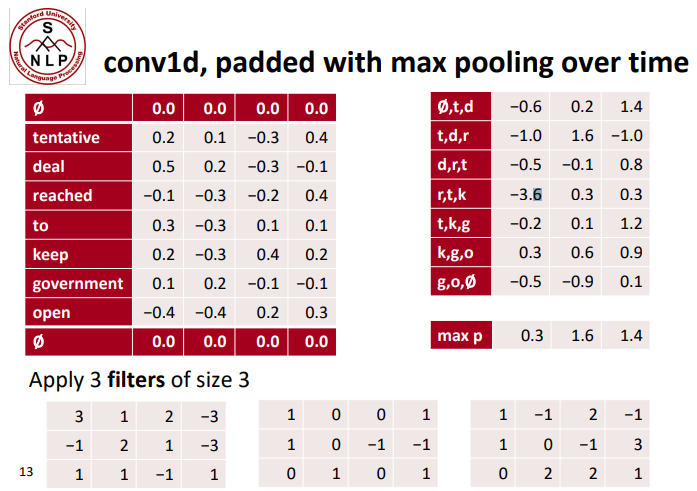 Stanford University
S
NLP
Natural Language Processing
conv1d, padded with max pooling over time
Ø 0.0 0.0 0.0 0.0
tentative 0.2 0.1 −0.3 0.4
deal 0.5 0.2 −0.3 −0.1
reached −0.1 −0.3 −0.2 0.4
to 0.3 −0.3 0.1 0.1
keep 0.2 −0.3 0.4 0.2
government 0.1 0.2 −0.1 −0.1
open −0.4 −0.4 0.2 0.3
Ø 0.0 0.0 0.0 0.0
Ø,t,d −0.6 0.2 1.4
t,d,r −1.0 1.6 −1.0
d,r,t −0.5 −0.1 0.8
r,t,k −3.6 0.3 0.3
t,k,g −0.2 0.1 1.2
k,g,o 0.3 0.6 0.9
g,o,Ø −0.5 −0.9 0.1
max p 0.3 1.6 1.4
Apply 3 filters of size 3
3 1 2 −3
−1 2 1 −3
1 1 −1 1
1 0 0 1
1 0 −1 −1
0 1 0 1
1 −1 2 −1
1 0 −1 3
0 2 2 1
13